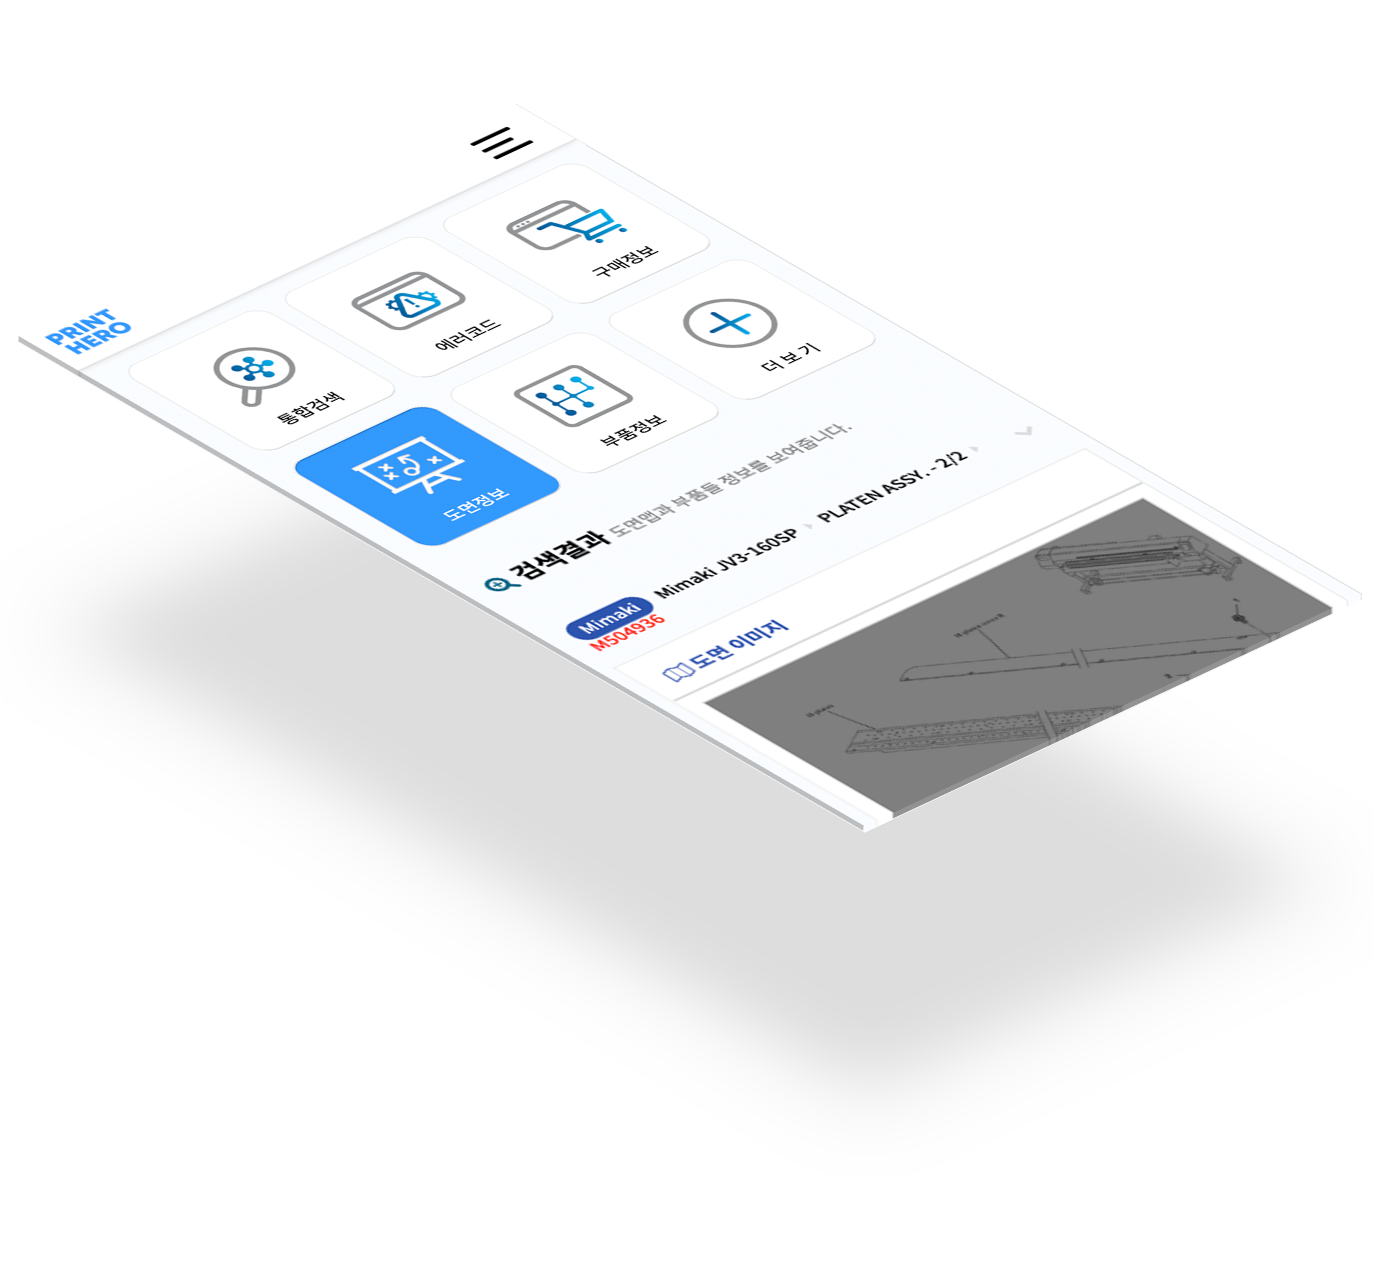 PRINT
HERO
통합검색
에러코드
구매정보
도면정보
부품정보
더 보 기
검색결과 도면맵과 부품들 정보를 보여줍니다.
Mimaki Mimaki JV3-160SP PLATEN ASSY. - 2/2
M504936
도면 이미지